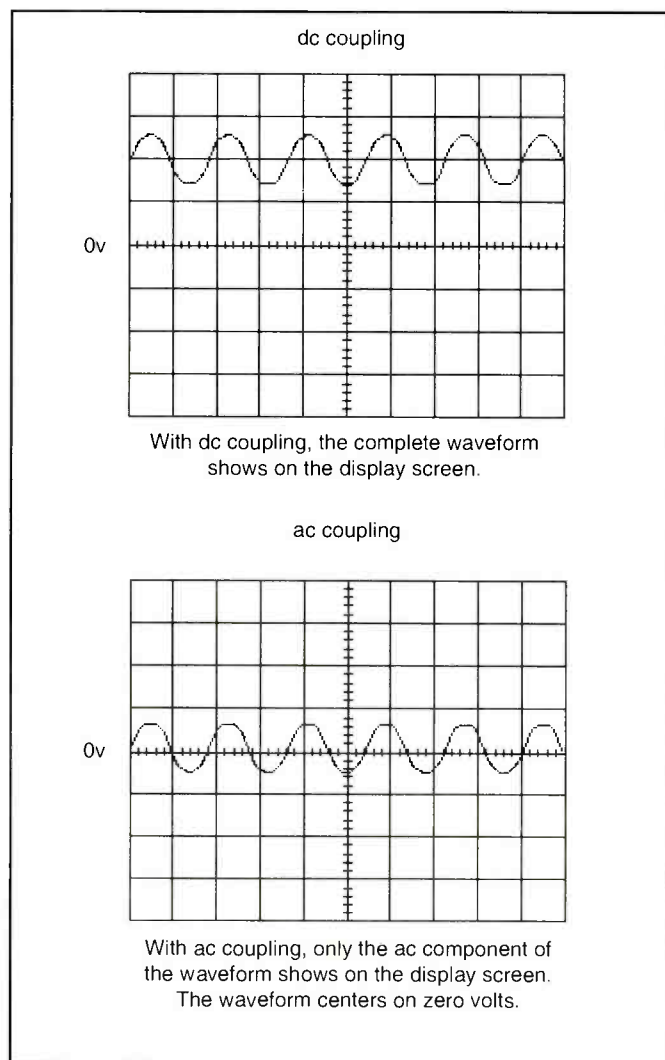 dc coupling
0v
With dc coupling, the complete waveform
shows on the display screen.
ac coupling
0v
With ac coupling, only the ac component of
the waveform shows on the display screen.
The waveform centers on zero volts.